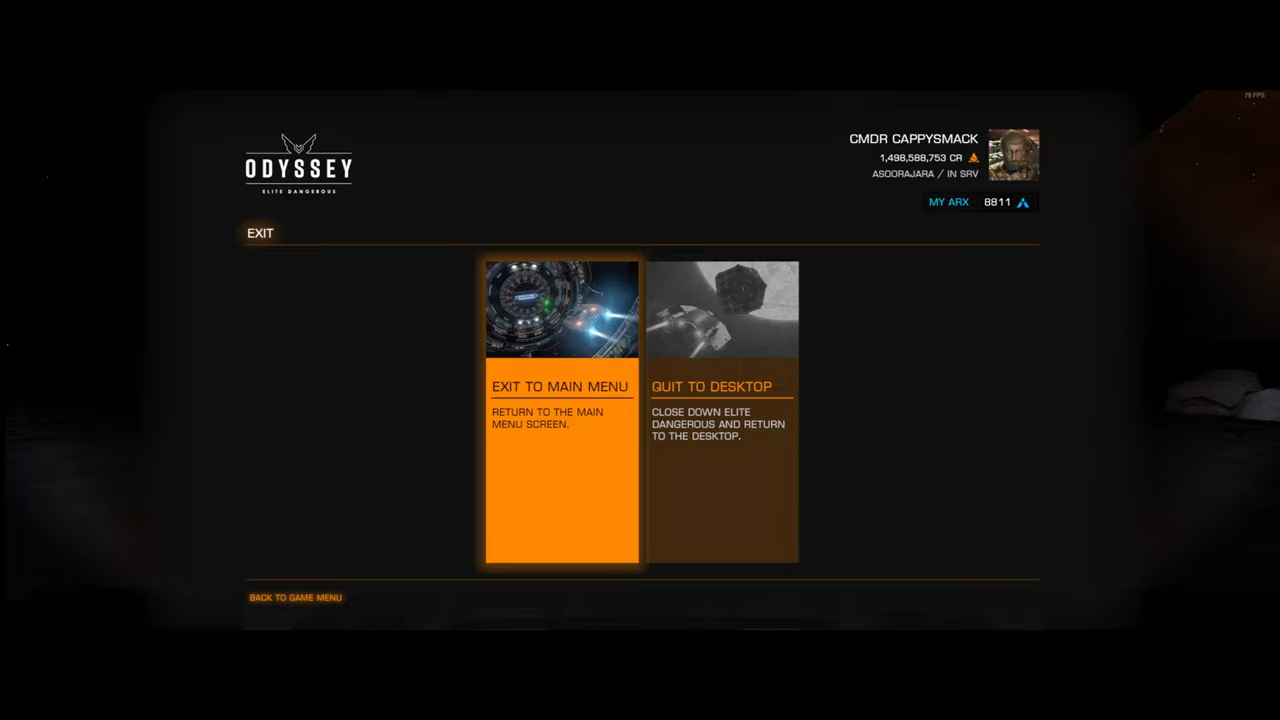 79 FPS
ODYSSEY
ELITE DANGEROUS
CMDR CAPPYSMACK
1,498,588,753 CR
ASOORAJARA / IN SRV
MY ARX 8811
EXIT
EXIT TO MAIN MENU
RETURN TO THE MAIN
MENU SCREEN.
QUIT TO DESKTOP
CLOSE DOWN ELITE
DANGEROUS AND RETURN
TO THE DESKTOP.
BACK TO GAME MENU